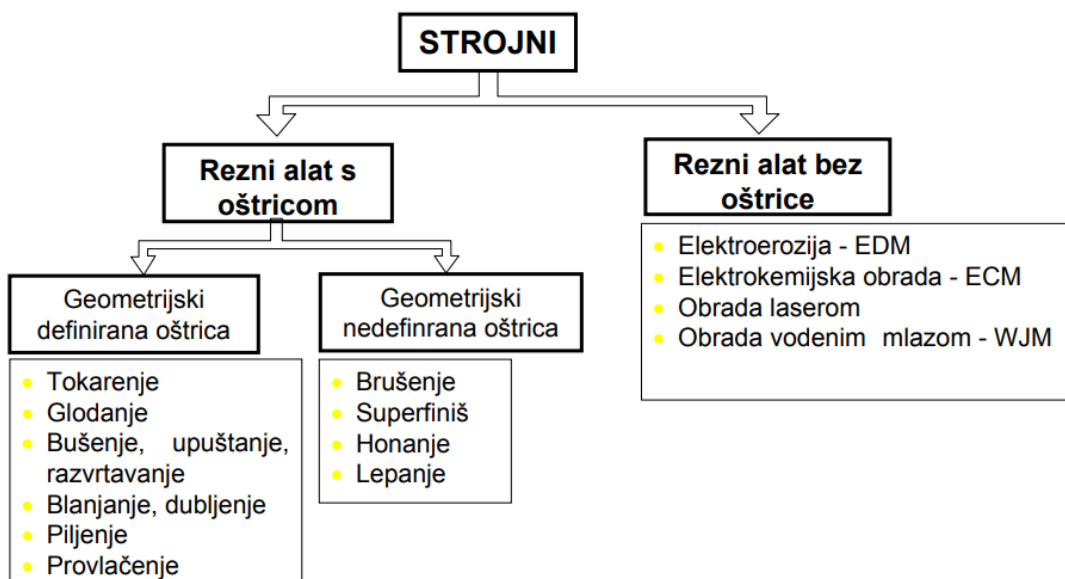 STROJNI
Rezni alat s
oštricom
Rezni alat bez
oštrice
Geometrijski
definirana oštrica
Geometrijski
nedefinrana oštrica
Tokarenje
Glodanje
Bušenje, upuštanje,
razvrtavanje
Blanjanje, dubljenje
Piljenje
Provlačenje
Brušenje
Superfiniš
Honanje
Lepanje
Elektroerozija - EDM
Elektrokemijska obrada - ECM
Obrada laserom
Obrada vodenim mlazom - WJM